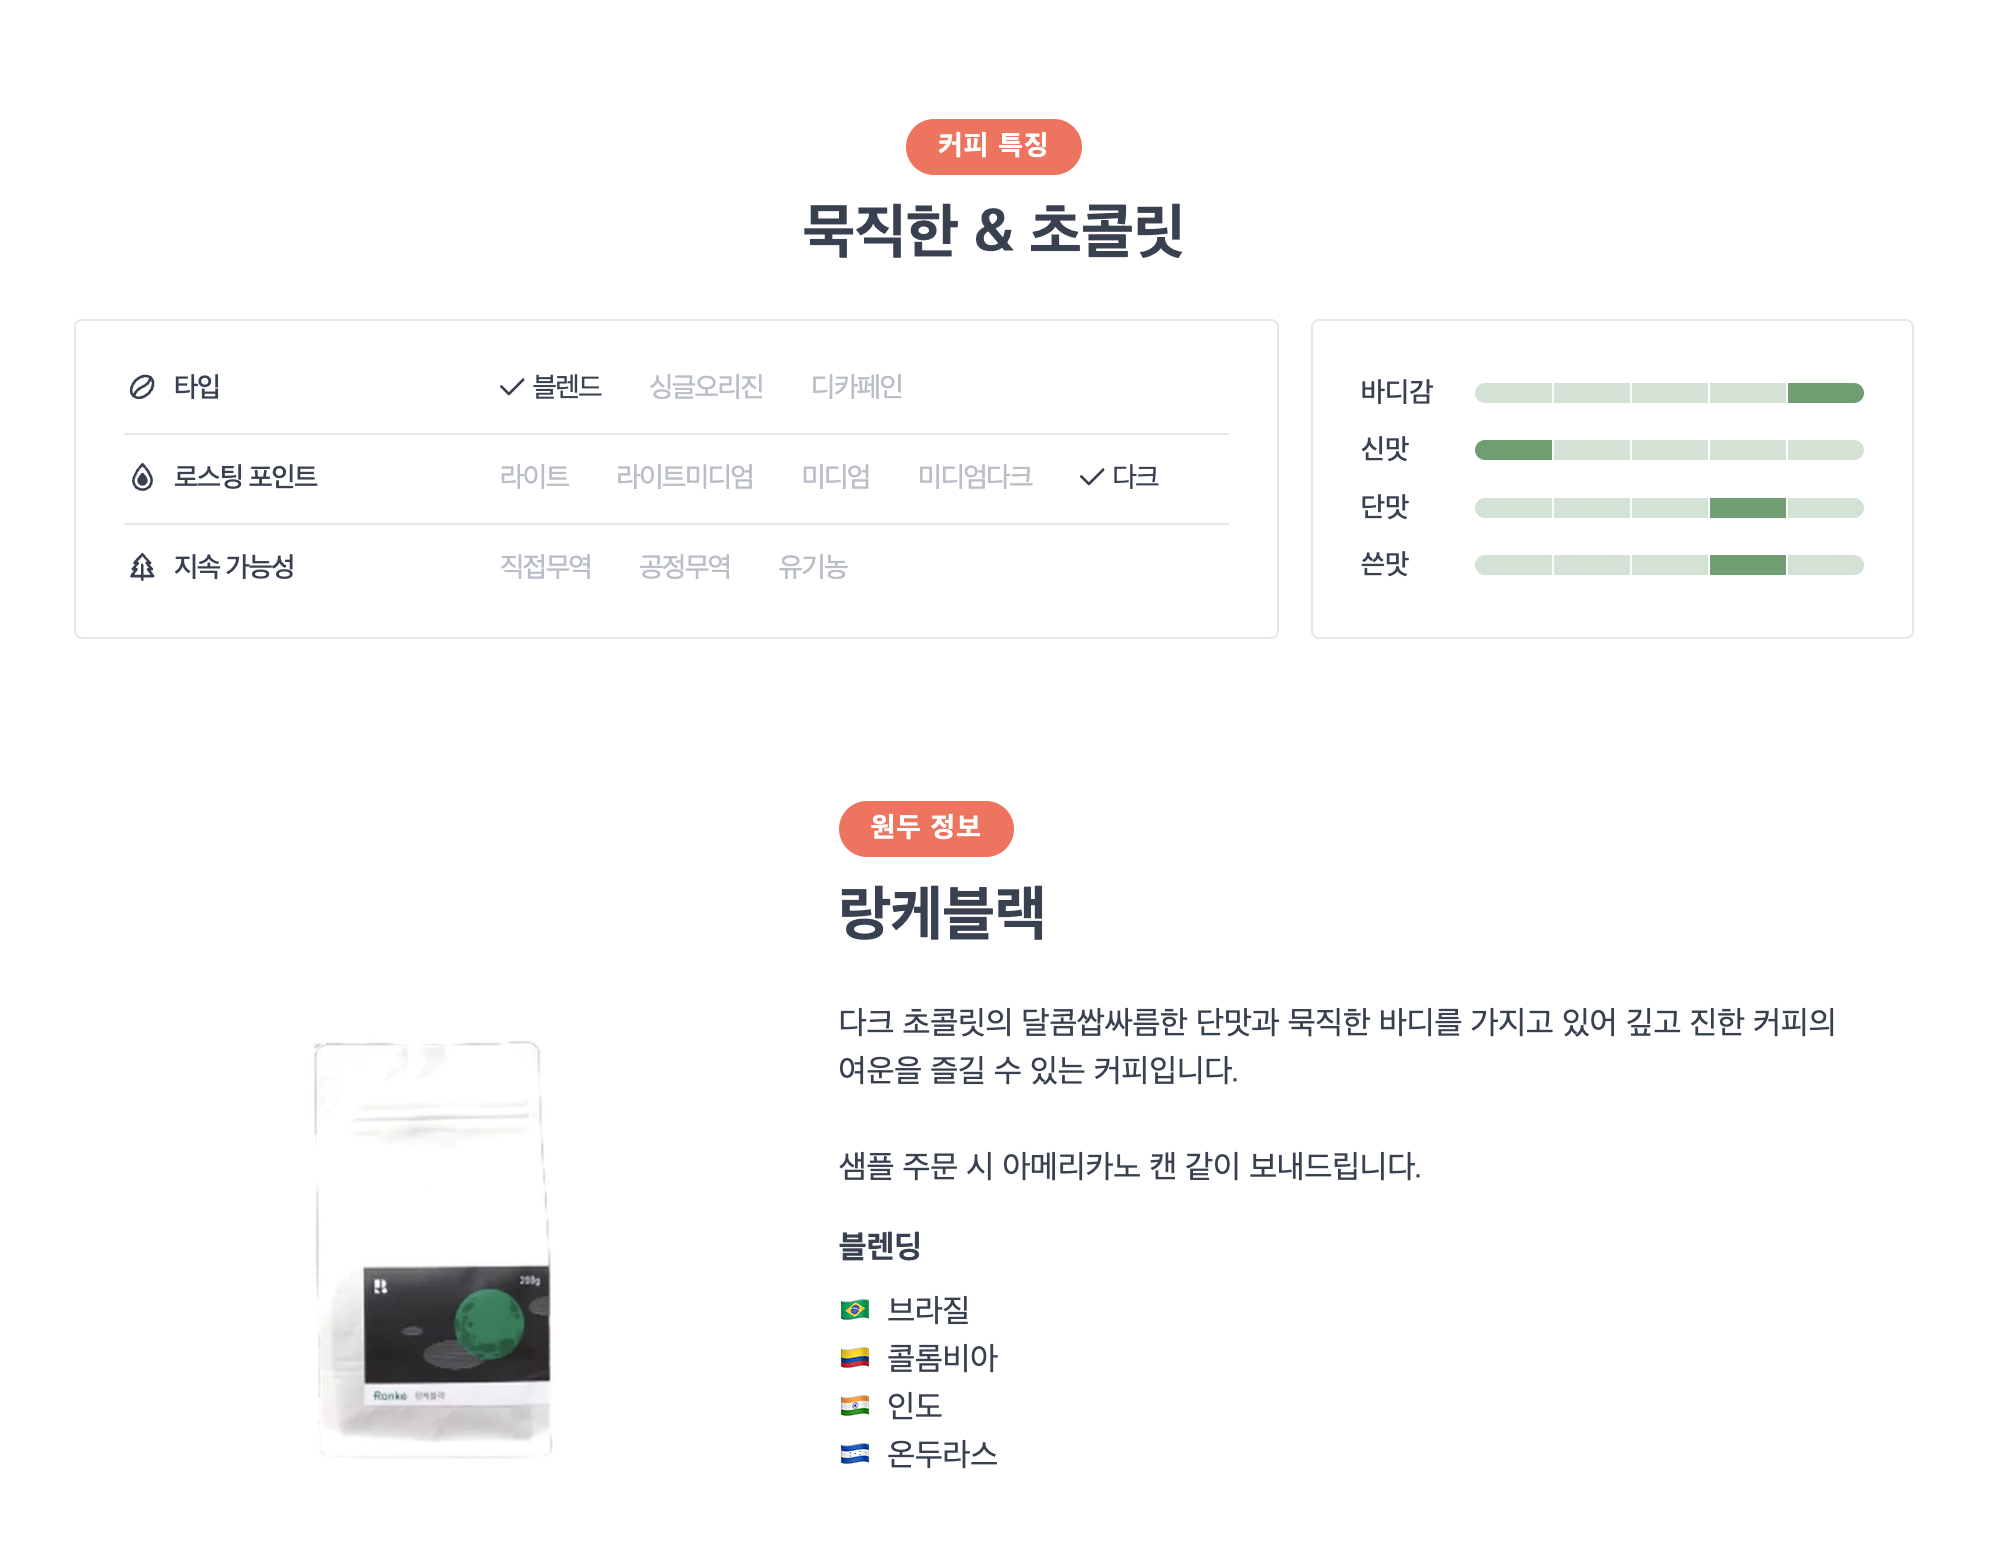 커피 특징
묵직한 & 초콜릿
타입 블렌드 싱글오리진 디카페인
로스팅 포인트 라이트 라이트미디엄 미디엄 미디엄다크 다크
지속 가능성 직접무역 공정무역 유기농
바디감
신맛
단맛
쓴맛
원두 정보
랑케블랙
다크 초콜릿의 달콤쌉싸름한 단맛과 묵직한 바디를 가지고 있어 깊고 진한 커피의
여운을 즐길 수 있는 커피입니다.
샘플 주문 시 아메리카노 캔 같이 보내드립니다.
블렌딩
브라질
콜롬비아
인도
온두라스
200g
Ranke 랑케블랙